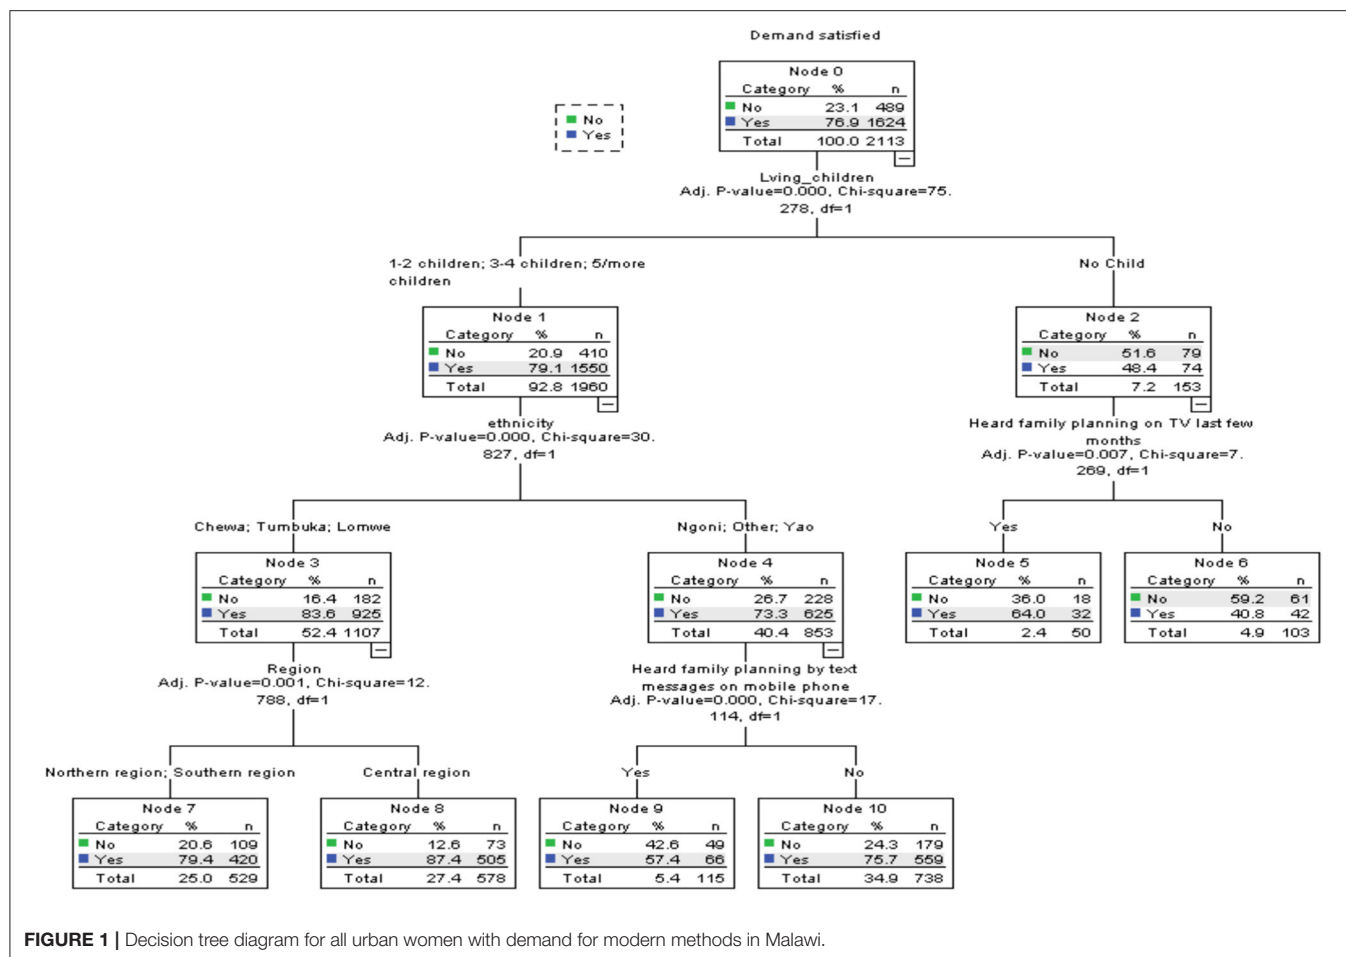 Demand satisfied
Node 0
Category % n
No 23.1 489
Yes 76.9 1624
Total 100.0 2113
No
Yes
Lving_children
Adj. P-value=0.000, Chi-square=75.
278, df=1
1-2 children; 3-4 children; 5/more
children
No Child
Node 1
Category % n
No 20.9 410
Yes 79.1 1550
Total 92.8 1960
Node 2
Category % n
No 51.6 79
Yes 48.4 74
Total 7.2 153
ethnicity
Adj. P-value=0.000, Chi-square=30.
827, df=1
Heard family planning on TV last few
months
Adj. P-value=0.007, Chi-square=7.
269, df=1
Chewa; Tumbuka; Lomwe
Ngoni; Other; Yao
Yes
No
Node 3
Category % n
No 16.4 182
Yes 83.6 925
Total 52.4 1107
Node 4
Category % n
No 26.7 228
Yes 73.3 625
Total 40.4 853
Node 5
Category % n
No 36.0 18
Yes 64.0 32
Total 2.4 50
Node 6
Category % n
No 59.2 61
Yes 40.8 42
Total 4.9 103
Region
Adj. P-value=0.001, Chi-square=12.
788, df=1
Heard family planning by text
messages on mobile phone
Adj. P-value=0.000, Chi-square=17.
114, df=1
Northern region; Southern region
Central region
Yes
No
Node 7
Category % n
No 20.6 109
Yes 79.4 420
Total 25.0 529
Node 8
Category % n
No 12.6 73
Yes 87.4 505
Total 27.4 578
Node 9
Category % n
No 42.6 49
Yes 57.4 66
Total 5.4 115
Node 10
Category % n
No 24.3 179
Yes 75.7 559
Total 34.9 738
FIGURE 1 | Decision tree diagram for all urban women with demand for modern methods in Malawi.